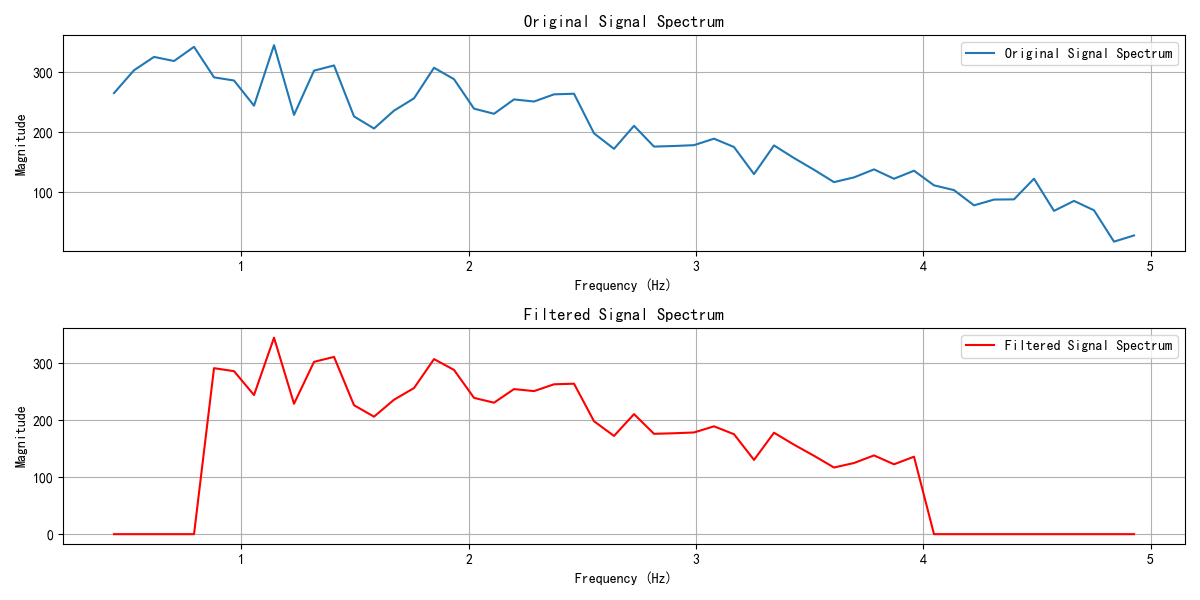 Original Signal Spectrum
Original Signal Spectrum
Magnitude
300
200
100
1 2 3 4 5
Frequency (Hz)
Filtered Signal Spectrum
Filtered Signal Spectrum
Magnitude
300
200
100
0
1 2 3 4 5
Frequency (Hz)